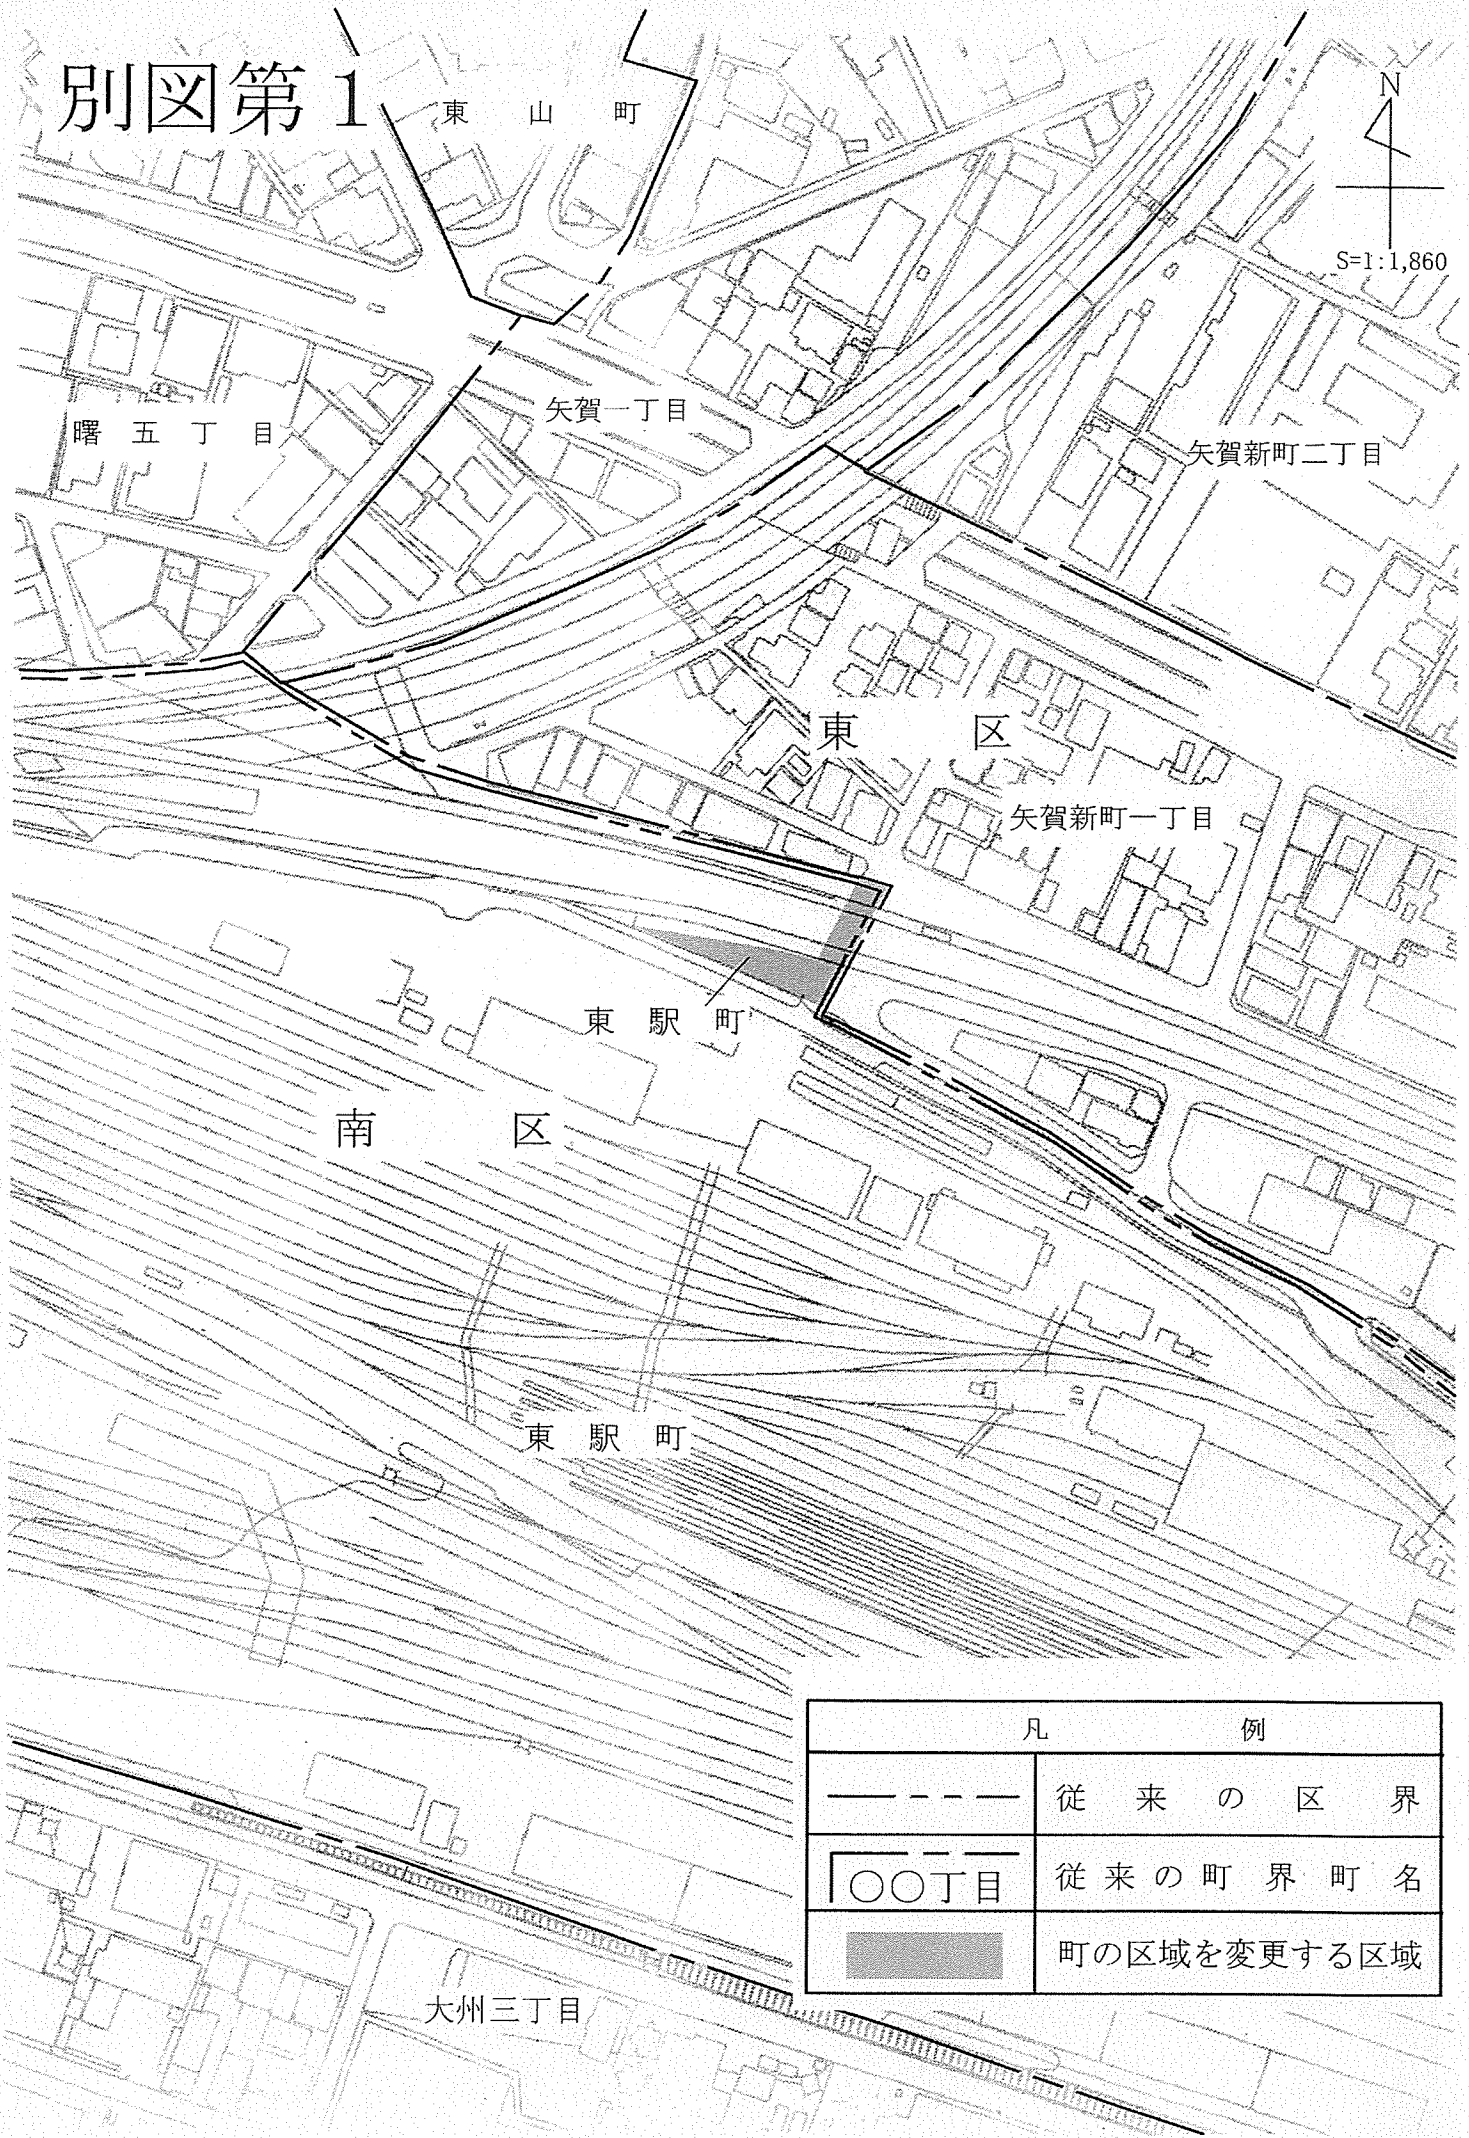 別図第1
東山町
N
S=1:1,860
曙五丁目
矢賀一丁目
矢賀新町二丁目
東区
矢賀新町一丁目
東駅町
南区
東駅町
凡例
従来の区界
〇〇丁目
従来の町界町名
町の区域を変更する区域
大州三丁目